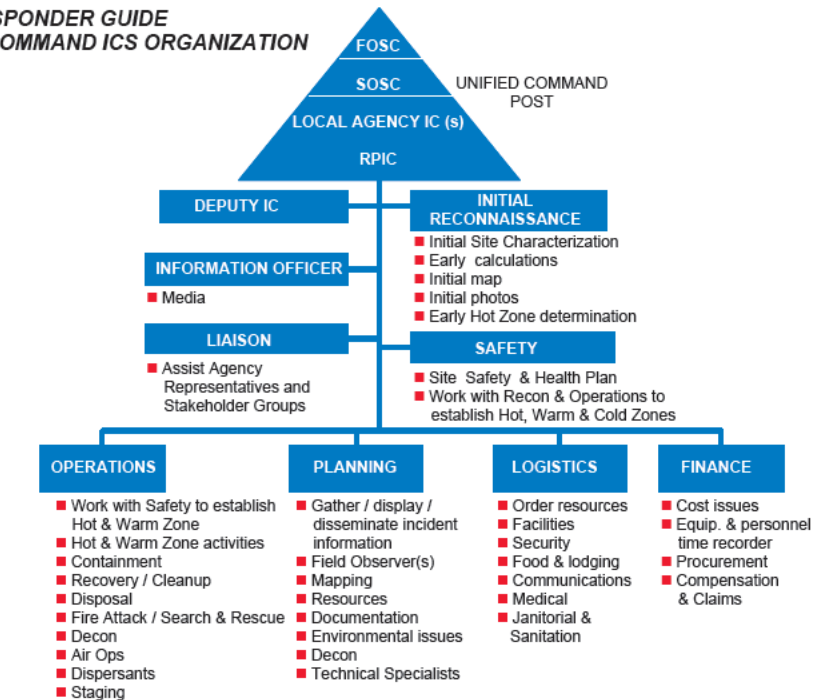 SPONDER GUIDE
OMMAND ICS ORGANIZATION
FOSC
SOSC
LOCAL AGENCY IC (s)
RPIC
UNIFIED COMMAND
POST
DEPUTY IC
INITIAL
RECONNAISSANCE
Initial Site Characterization
Early calculations
Initial map
Initial photos
Early Hot Zone determination
INFORMATION OFFICER
Media
LIAISON
Assist Agency
Representatives and
Stakeholder Groups
SAFETY
Site Safety & Health Plan
Work with Recon & Operations to
establish Hot, Warm & Cold Zones
OPERATIONS
Work with Safety to establish
Hot & Warm Zone
Hot & Warm Zone activities
Containment
Recovery / Cleanup
Disposal
Fire Attack / Search & Rescue
Decon
Air Ops
Dispersants
Staging
PLANNING
Gather / display /
disseminate incident
information
Field Observer(s)
Mapping
Resources
Documentation
Environmental issues
Decon
Technical Specialists
LOGISTICS
Order resources
Facilities
Security
Food & lodging
Communications
Medical
Janitorial &
Sanitation
FINANCE
Cost issues
Equip. & personnel
time recorder
Procurement
Compensation
& Claims